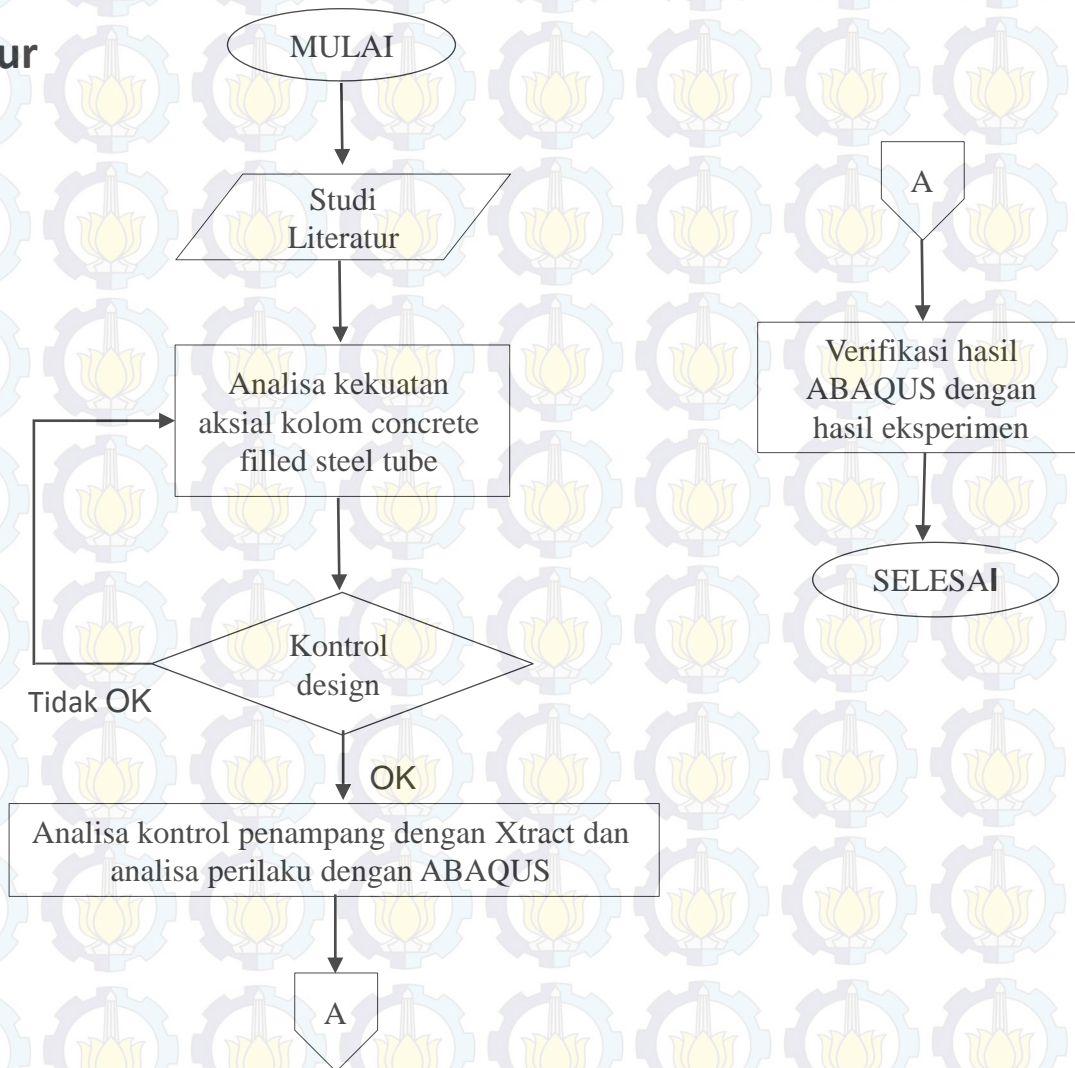 ur
MULAI
Studi
Literatur
Analisa kekuatan
aksial kolom concrete
filled steel tube
Kontrol
design
Tidak OK
OK
Analisa kontrol penampang dengan Xtract dan
analisa perilaku dengan ABAQUS
A
A
Verifikasi hasil
ABAQUS dengan
hasil eksperimen
SELESAI